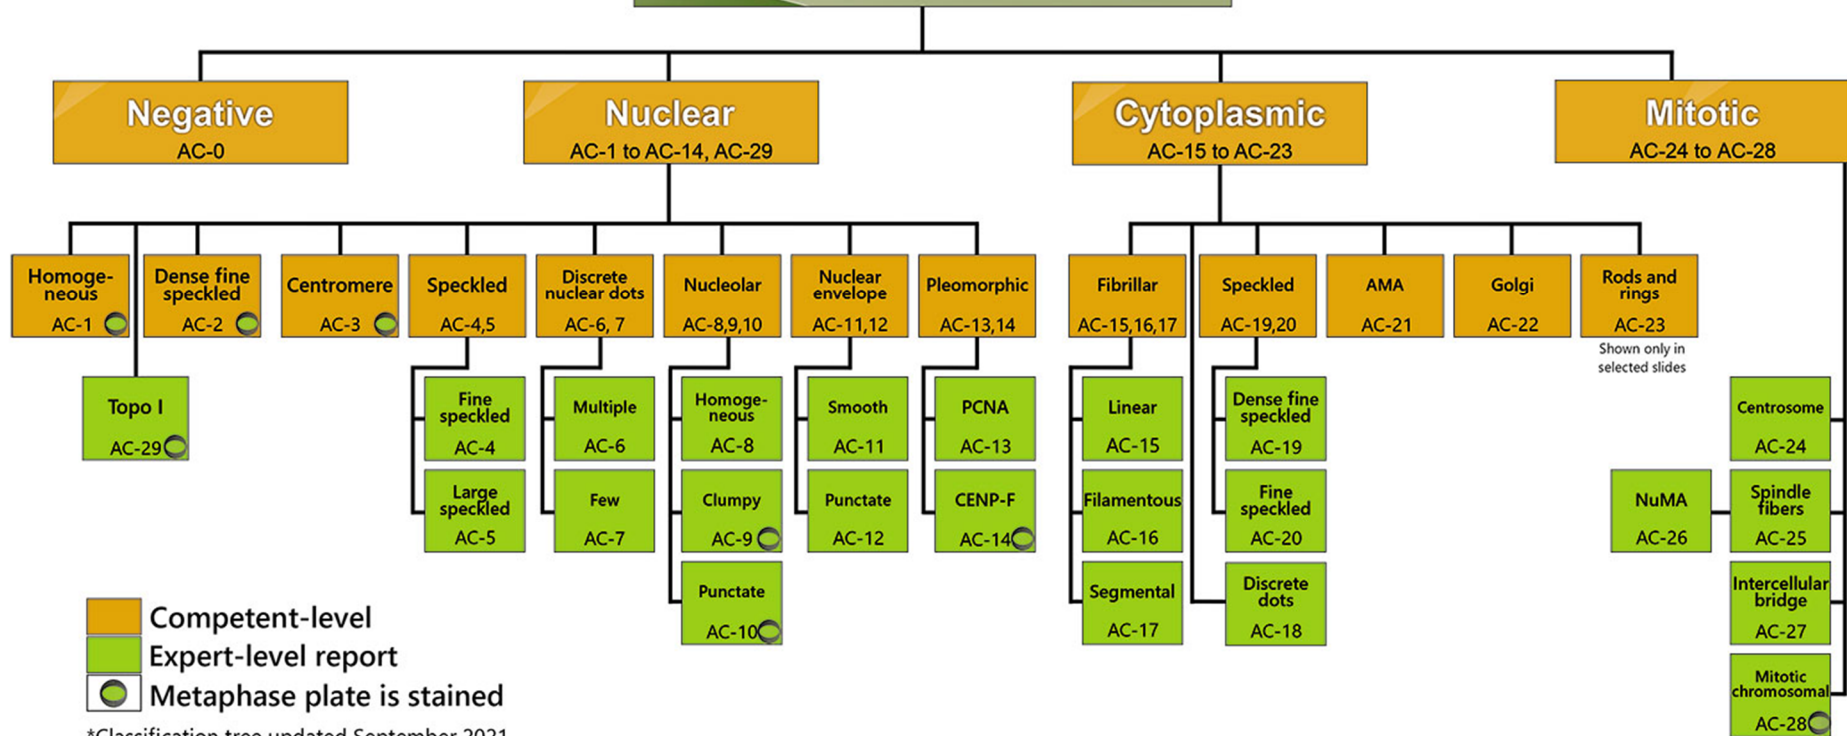 Negative
AC-0
Nuclear
AC-1 to AC-14, AC-29
Cytoplasmic
AC-15 to AC-23
Mitotic
AC-24 to AC-28
Homoge-
neous
AC-1
Dense fine
speckled
AC-2
Centromere
AC-3
Speckled
AC-4,5
Discrete
nuclear dots
AC-6, 7
Nucleolar
AC-8,9,10
Nuclear
envelope
AC-11,12
Pleomorphic
AC-13,14
Fibrillar
AC-15,16,17
Speckled
AC-19,20
AMA
AC-21
Golgi
AC-22
Rods and
rings
AC-23
Shown only in
selected slides
Topo I
AC-29
Fine
speckled
AC-4
Large
speckled
AC-5
Multiple
AC-6
Few
AC-7
Homoge-
neous
AC-8
Clumpy
AC-9
Punctate
AC-10
Smooth
AC-11
Punctate
AC-12
PCNA
AC-13
CENP-F
AC-14
Linear
AC-15
Filamentous
AC-16
Segmental
AC-17
Dense fine
speckled
AC-19
Fine
speckled
AC-20
Discrete
dots
AC-18
Centrosome
AC-24
NuMA
AC-26
Spindle
fibers
AC-25
Intercellular
bridge
AC-27
Mitotic
chromosomal
AC-28
Competent-level
Expert-level report
Metaphase plate is stained
*Classification tree updated September 2021